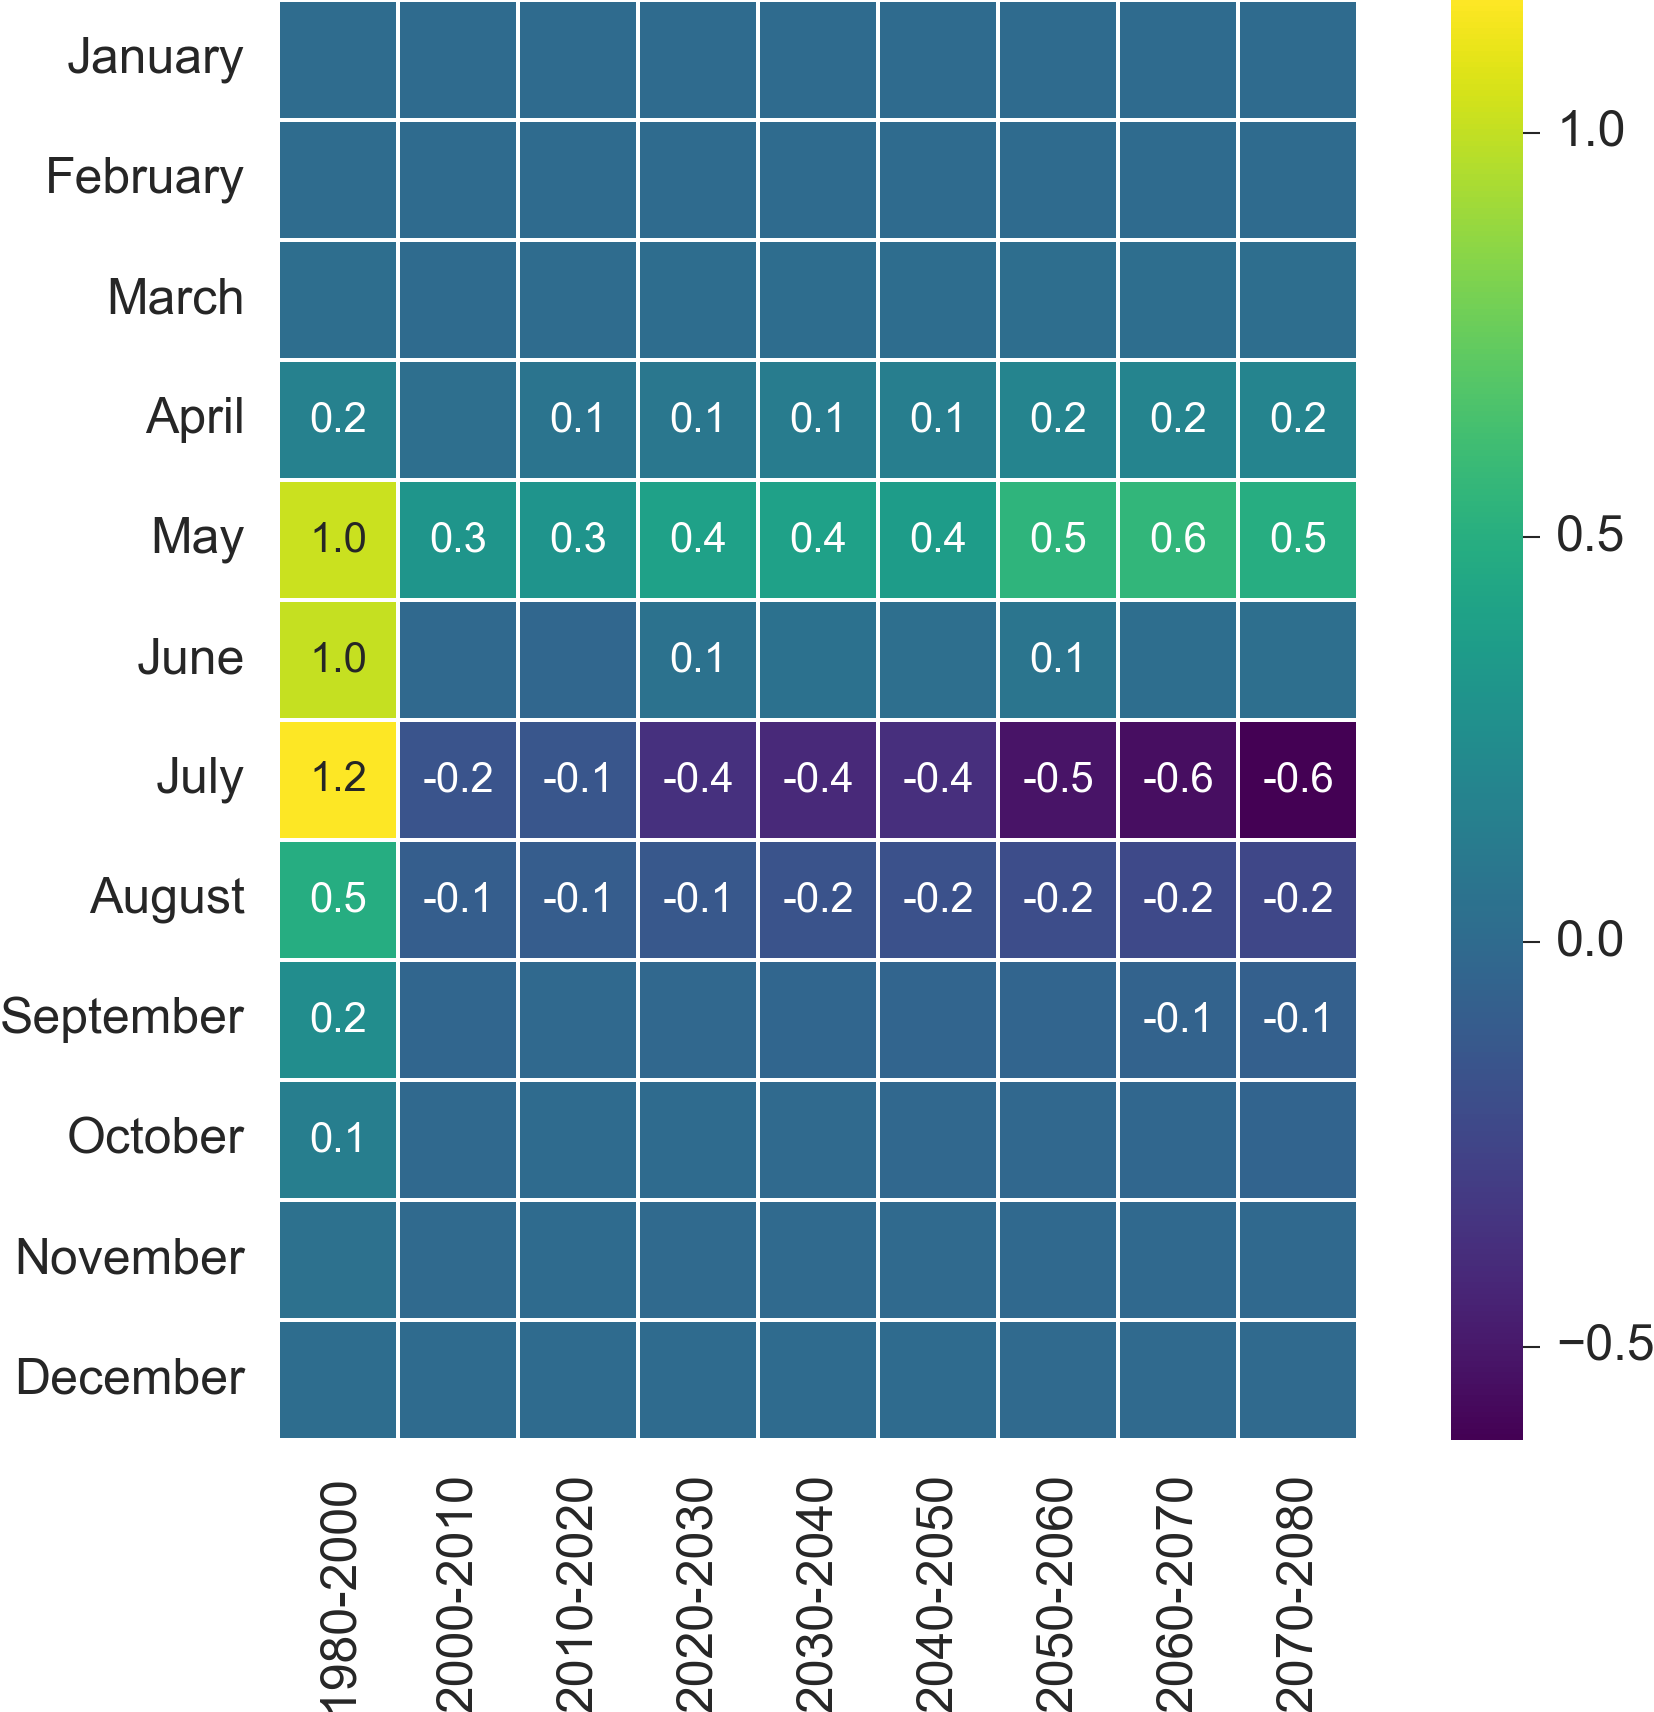 January
February
March
April 0.2 0.1 0.1 0.1 0.1 0.2 0.2 0.2
May 1.0 0.3 0.3 0.4 0.4 0.4 0.5 0.6 0.5
June 1.0 0.1 0.1
July 1.2 -0.2 -0.1 -0.4 -0.4 -0.4 -0.5 -0.6 -0.6
August 0.5 -0.1 -0.1 -0.1 -0.2 -0.2 -0.2 -0.2 -0.2
September 0.2 -0.1 -0.1
October 0.1
November
December
1980-2000
2000-2010
2010-2020
2020-2030
2030-2040
2040-2050
2050-2060
2060-2070
2070-2080
1.0
0.5
0.0
−0.5